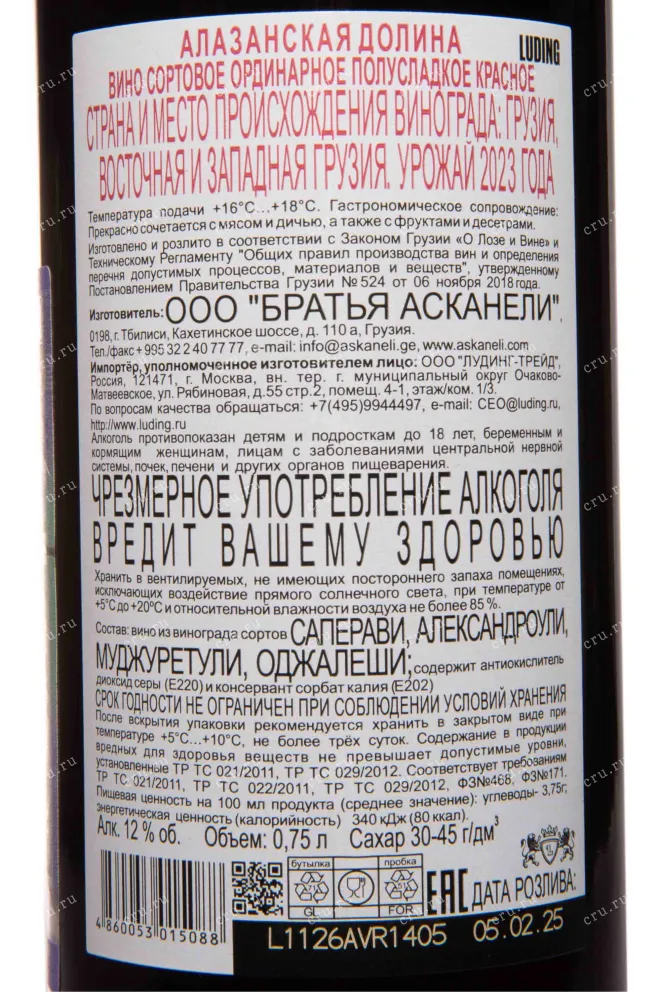 АЛАЗАНСКАЯ ДОЛИНА
LUDING
ВИНО СОРТОВОЕ ОРДИНАРНОЕ ПОЛУСЛАДКОЕ КРАСНОЕ
СТРАНА И МЕСТО ПРОИСХОЖДЕНИЯ ВИНОГРАДА: ГРУЗИЯ,
ВОСТОЧНАЯ И ЗАПАДНАЯ ГРУЗИЯ. УРОЖАЙ 2023 ГОДА
Температура подачи +16°С...+18°С. Гастрономическое сопровождение:
Прекрасно сочетается с мясом и дичью, а также с фруктами и десертами.
Изготовлено и розлито в соответствии с Законом Грузии «О Лозе и Вине» и
Техническому Регламенту "Общих правил производства вин и определения
перечня допустимых процессов, материалов и веществ", утвержденному
Постановлением Правительства Грузии №524 от 06 ноября 2018 года.
Изготовитель: ООО "БРАТЬЯ АСКАНЕЛИ".
0198, г. Тбилиси, Кахетинское шоссе, д. 110 а, Грузия.
Тел./факс +995 32 2 40 77 77, e-mail: info@askaneli.ge, www.askaneli.com
Импортёр, уполномоченное изготовителем лицо: ООО "ЛУДИНГ-ТРЕЙД",
Россия, 121471, г. Москва, вн. тер. г. муниципальный округ Очаково-
Матвеевское, ул. Рябиновая, д.55 стр.2, помещ. 4-1, этаж/ком. 1/3.
По вопросам качества обращаться: +7(495)9944497, e-mail: CEO@luding.ru,
http://www.luding.ru
Алкоголь противопоказан детям и подросткам до 18 лет, беременным и
кормящим женщинам, лицам с заболеваниями центральной нервной
системы, почек, печени и других органов пищеварения.
ЧРЕЗМЕРНОЕ УПОТРЕБЛЕНИЕ АЛКОГОЛЯ
ВРЕДИТ ВАШЕМУ ЗДОРОВЬЮ
Хранить в вентилируемых, не имеющих постороннего запаха помещениях,
исключающих воздействие прямого солнечного света, при температуре от
+5°С до +20°С и относительной влажности воздуха не более 85 %.
Состав: вино из винограда сортов САПЕРАВИ, АЛЕКСАНДРОУЛИ,
МУДЖУРЕТУЛИ, ОДЖАЛЕШИ; содержит антиокислитель
диоксид серы (Е220) и консервант сорбат калия (Е202)
СРОК ГОДНОСТИ НЕ ОГРАНИЧЕН ПРИ СОБЛЮДЕНИИ УСЛОВИЙ ХРАНЕНИЯ
После вскрытия упаковки рекомендуется хранить в закрытом виде при
температуре +5°С...+10°С, не более трёх суток. Содержание в продукции
вредных для здоровья веществ не превышает допустимые уровни,
установленные ТР ТС 021/2011, ТР ТС 029/2012. Соответствует требованиям
ТР ТС 021/2011, ТР ТС 022/2011, ТР ТС 029/2012, ФЗ№468, ФЗ№171.
Пищевая ценность на 100 мл продукта (среднее значение): углеводы- 3,75г;
энергетическая ценность (калорийность) 340 кДж (80 ккал).
Алк. 12 % об. Объем: 0,75 л Сахар 30-45 г/дм³
бутылка пробка
71 51
GL FOR
EAC ДАТА РОЗЛИВА:
4 860053 015088
L1126AVR1405 05.02.25
cru.ru